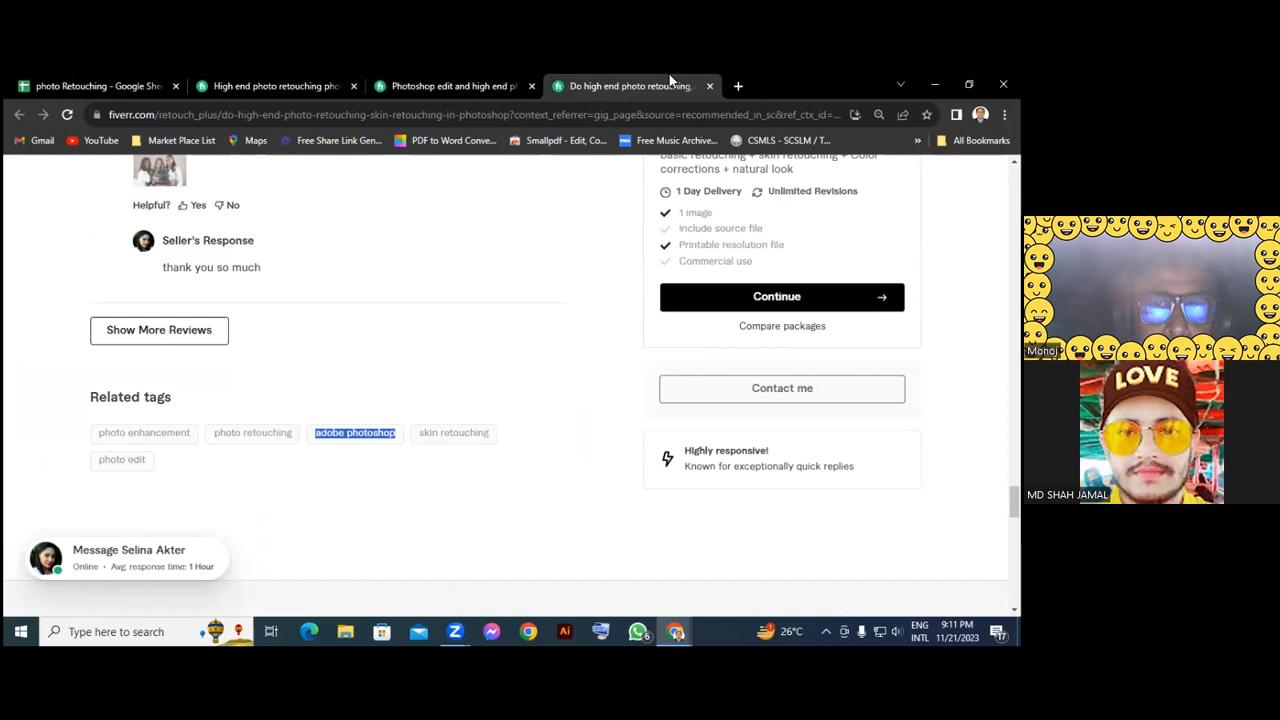 photo Retouching - Google She
High end photo retouching pho
Photoshop edit and high end p
Do high end photo retouching,
fiverr.com/retouch_plus/do-high-end-photo-retouching-skin-retouching-in-photoshop?context_referrer=gig_page&source=recommended_in_sc&ref_ctx_id=...
Gmail
YouTube
Market Place List
Maps
Free Share Link Gen...
PDF to Word Conve...
Smallpdf - Edit, Co...
Free Music Archive...
CSMLS - SCSLM / T...
»
All Bookmarks
basic retouching + skin retouching + Color
corrections + natural look
1 Day Delivery
Unlimited Revisions
1 image
Include source file
Printable resolution file
Commercial use
Continue
Compare packages
Contact me
Highly responsive!
Known for exceptionally quick replies
Helpful? Yes No
Seller's Response
thank you so much
Show More Reviews
Related tags
photo enhancement
photo retouching
adobe photoshop
skin retouching
photo edit
Message Selina Akter
Online • Avg. response time: 1 Hour
Type here to search
Ai
26°C
ENG
INTL
9:11 PM
11/21/2023
17
Monoj
LOVE
MD SHAH JAMAL